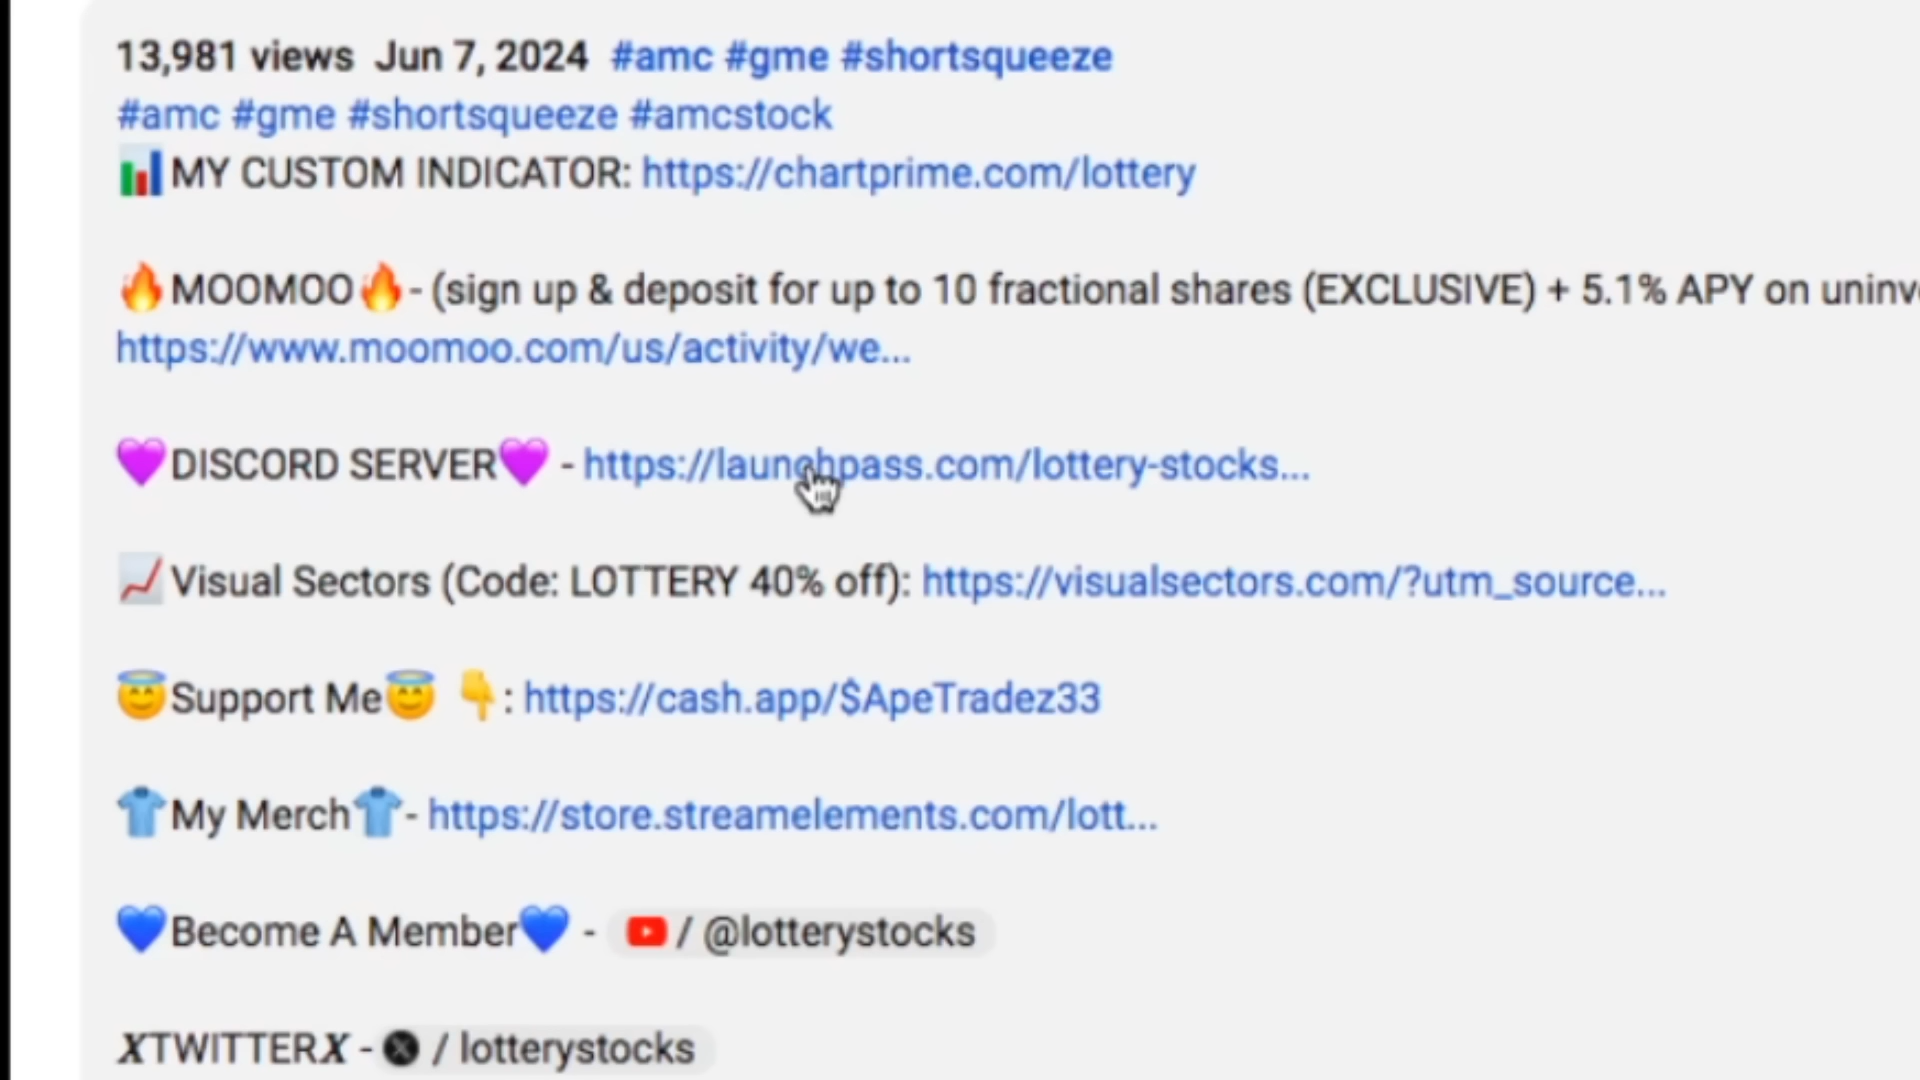 13,981 views Jun 7, 2024 #amc #gme #shortsqueeze
#amc #gme #shortsqueeze #amcstock
📊MY CUSTOM INDICATOR: https://chartprime.com/lottery
🔥MOOMOO🔥- (sign up & deposit for up to 10 fractional shares (EXCLUSIVE) + 5.1% APY on
https://www.moomoo.com/us/activity/we...
💜DISCORD SERVER💜 - https://launchpass.com/lottery-stocks...
📈Visual Sectors (Code: LOTTERY 40% off): https://visualsectors.com/?utm_source...
😇Support Me😇 👇: https://cash.app/$ApeTradez33
👕My Merch👕- https://store.streamelements.com/lott...
💙Become A Member💙 - / @lotterystocks
𝑿TWITTER𝑿 - / lotterystocks